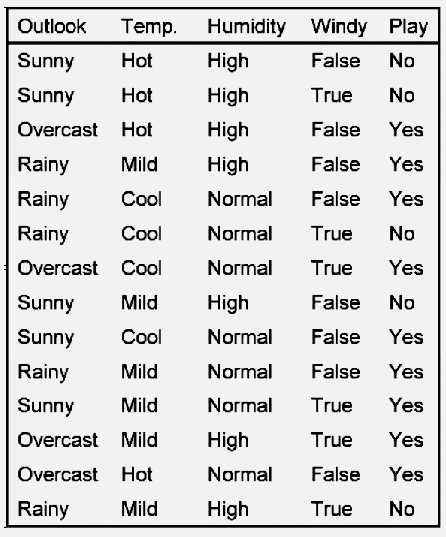 Outlook Temp. Humidity Windy Play
Sunny Hot High False No
Sunny Hot High True No
Overcast Hot High False Yes
Rainy Mild High False Yes
Rainy Cool Normal False Yes
Rainy Cool Normal True No
Overcast Cool Normal True Yes
Sunny Mild High False No
Sunny Cool Normal False Yes
Rainy Mild Normal False Yes
Sunny Mild Normal True Yes
Overcast Mild High True Yes
Overcast Hot Normal False Yes
Rainy Mild High True No